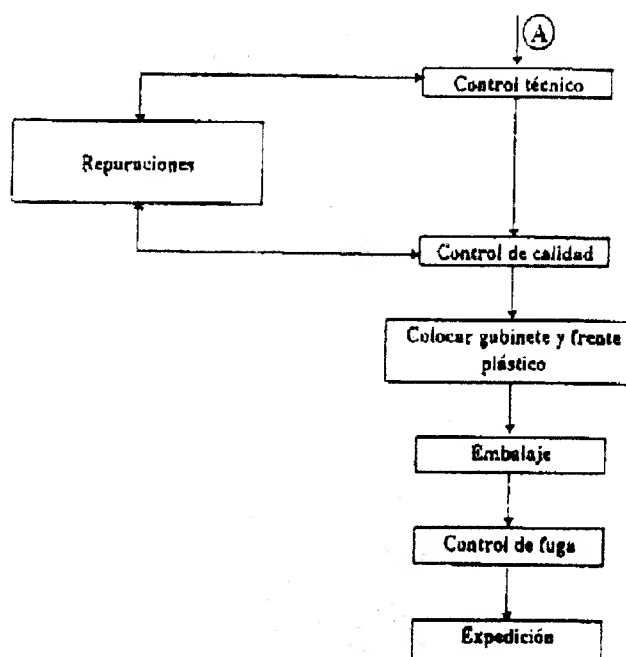 A
Control técnico
Reparaciones
Control de calidad
Colocar gabinete y frente
plástico
Embalaje
Control de fuga
Expedición